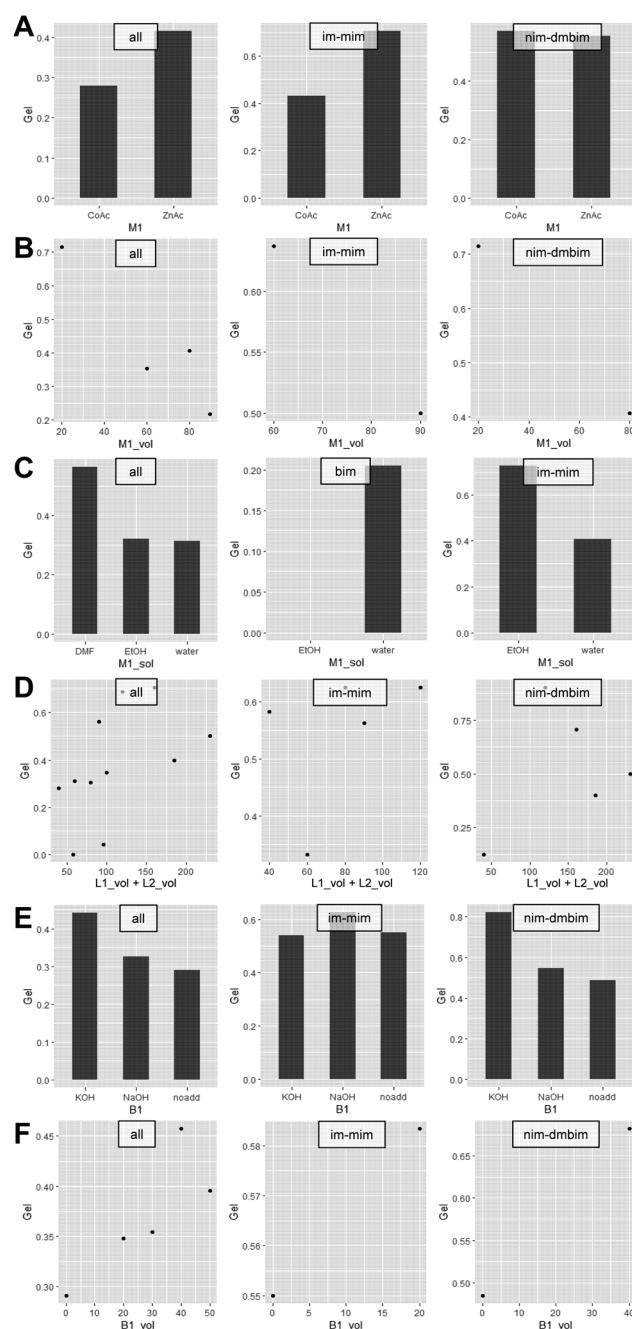 A
all
im-mim
nim-dmbim
Gel
0.4
0.3
0.2
0.1
0.0
CoAc
ZnAc
M1
Gel
0.6
0.4
0.2
0.0
CoAc
ZnAc
M1
Gel
0.4
0.2
0.0
CoAc
ZnAc
M1
B
all
im-mim
nim-dmbim
Gel
0.7
0.6
0.5
0.4
0.3
0.2
20
40
60
80
M1_vol
Gel
0.60
0.55
0.50
60
70
80
90
M1_vol
Gel
0.7
0.6
0.5
0.4
20
40
60
80
M1_vol
C
all
bim
im-mim
Gel
0.4
0.2
0.0
DMF
EtOH
water
M1_sol
Gel
0.20
0.15
0.10
0.05
0.00
EtOH
water
M1_sol
Gel
0.6
0.4
0.2
0.0
EtOH
water
M1_sol
D
all
im-mim
nim-dmbim
Gel
0.6
0.4
0.2
0.0
50
100
150
200
L1_vol + L2_vol
Gel
0.6
0.5
0.4
40
60
80
100
120
L1_vol + L2_vol
Gel
0.75
0.50
0.25
50
100
150
200
L1_vol + L2_vol
E
all
im-mim
nim-dmbim
Gel
0.4
0.3
0.2
0.1
0.0
KOH
NaOH
noadd
B1
Gel
0.6
0.4
0.2
0.0
KOH
NaOH
noadd
B1
Gel
0.8
0.6
0.4
0.2
0.0
KOH
NaOH
noadd
B1
F
all
im-mim
nim-dmbim
Gel
0.45
0.40
0.35
0.30
0
10
20
30
40
50
B1_vol
Gel
0.58
0.57
0.56
0.55
0
5
10
15
20
B1_vol
Gel
0.65
0.60
0.55
0.50
0
10
20
30
40
B1_vol